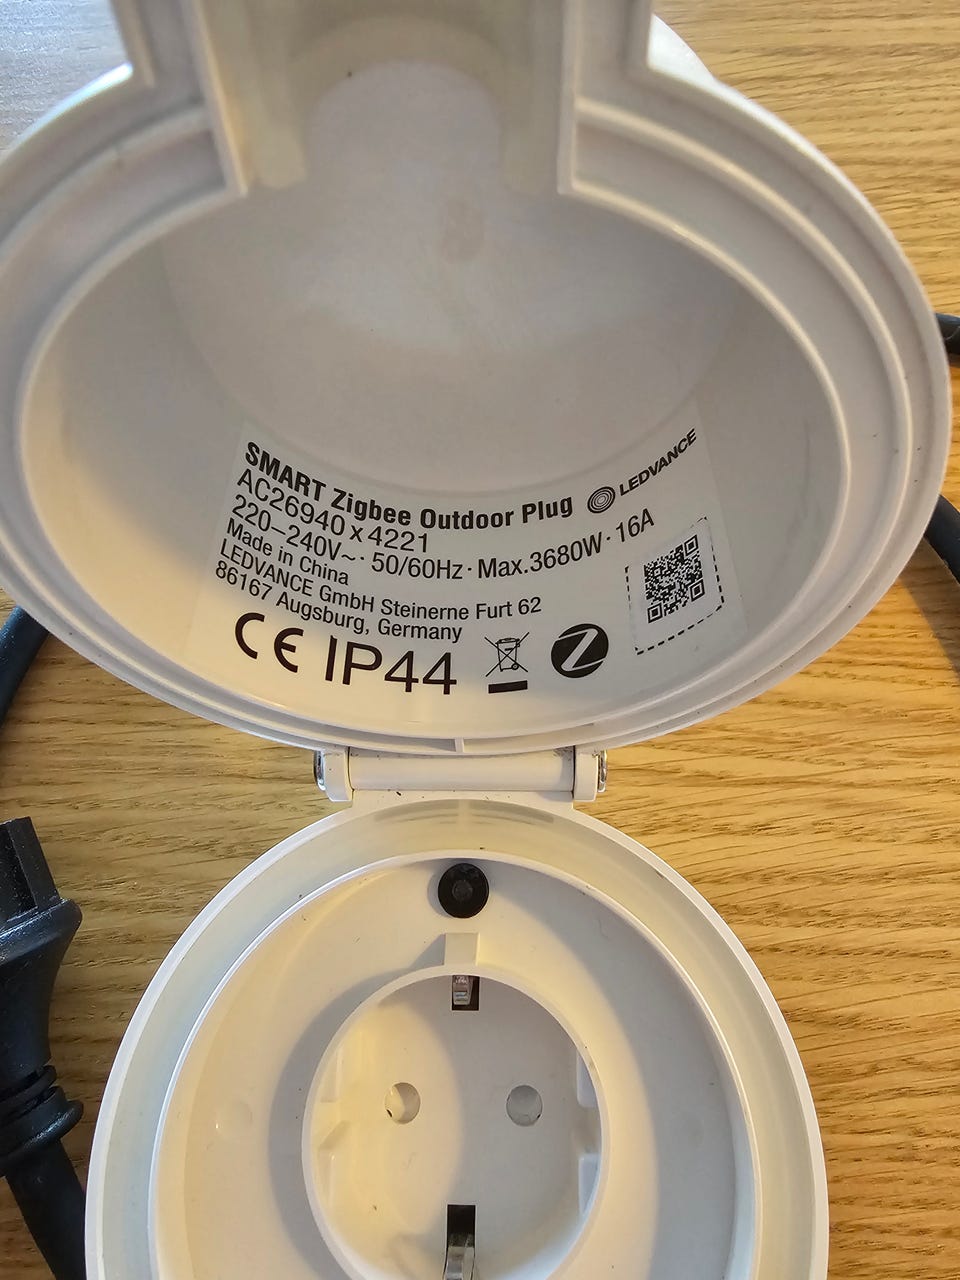 SMART Zigbee Outdoor Plug LEDVANCE
AC26940 x 4221
220–240V~· 50/60Hz · Max.3680W · 16A
Made in China
LEDVANCE GmbH Steinerne Furt 62
86167 Augsburg, Germany
CE IP44